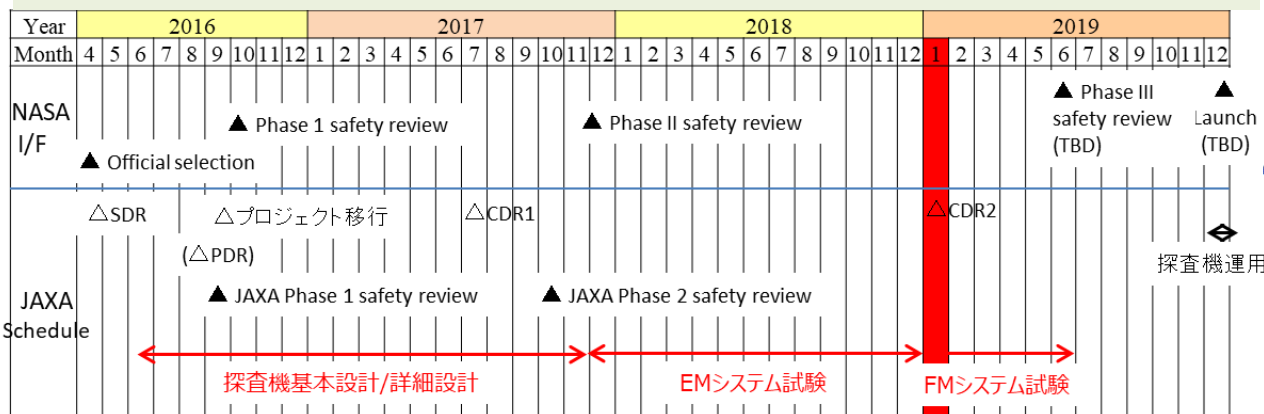 Year 2016 2017 2018 2019
Month 4 5 6 7 8 9 10 11 12 1 2 3 4 5 6 7 8 9 10 11 12 1 2 3 4 5 6 7 8 9 10 11 12 1 2 3 4 5 6 7 8 9 10 11 12
NASA
I/F
▲ Phase 1 safety review
▲ Official selection
▲ Phase II safety review
▲ Phase III
safety review
(TBD)
▲
Launch
(TBD)
JAXA
Schedule
△SDR
△プロジェクト移行
△CDR1
△CDR2
(△PDR)
探査機運用
▲ JAXA Phase 1 safety review
▲ JAXA Phase 2 safety review
探査機基本設計/詳細設計
EMシステム試験
FMシステム試験